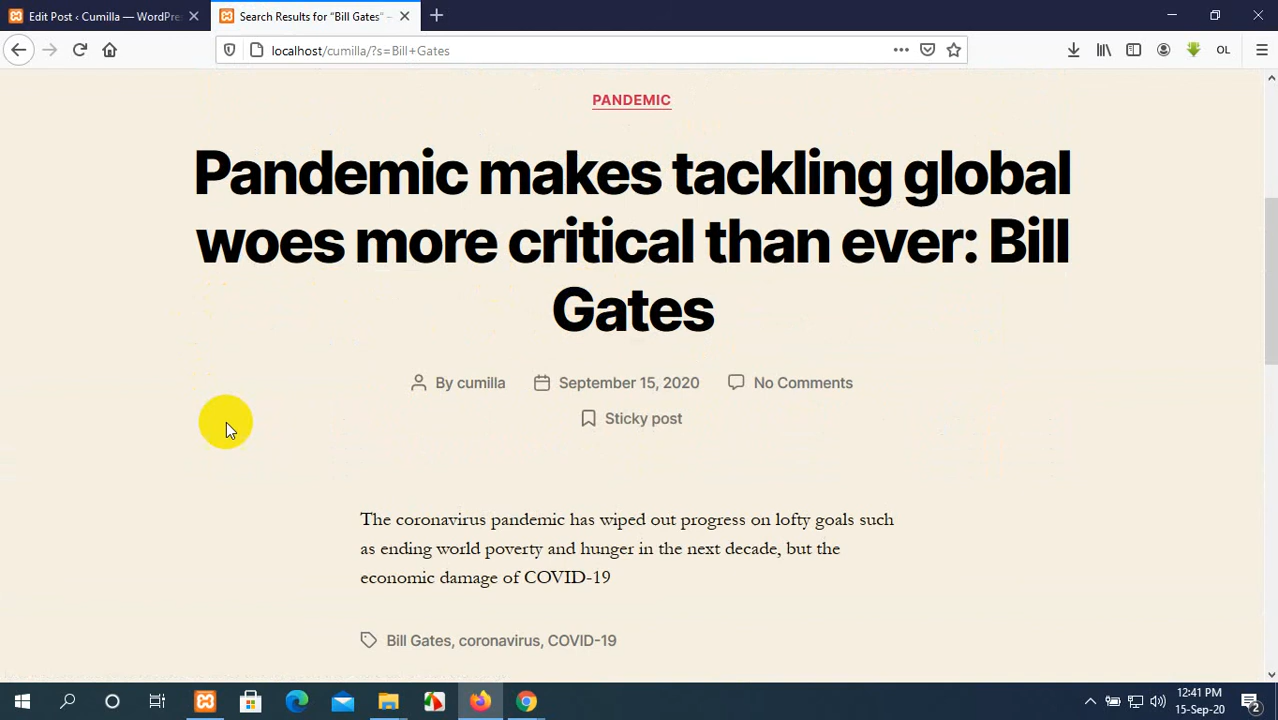 Edit Post ‹ Cumilla — WordPre
Search Results for “Bill Gates” –
localhost/cumilla/?s=Bill+Gates
OL
PANDEMIC
Pandemic makes tackling global
woes more critical than ever: Bill
Gates
By cumilla
September 15, 2020
No Comments
Sticky post
The coronavirus pandemic has wiped out progress on lofty goals such
as ending world poverty and hunger in the next decade, but the
economic damage of COVID-19
Bill Gates, coronavirus, COVID-19
12:41 PM
15-Sep-20
2